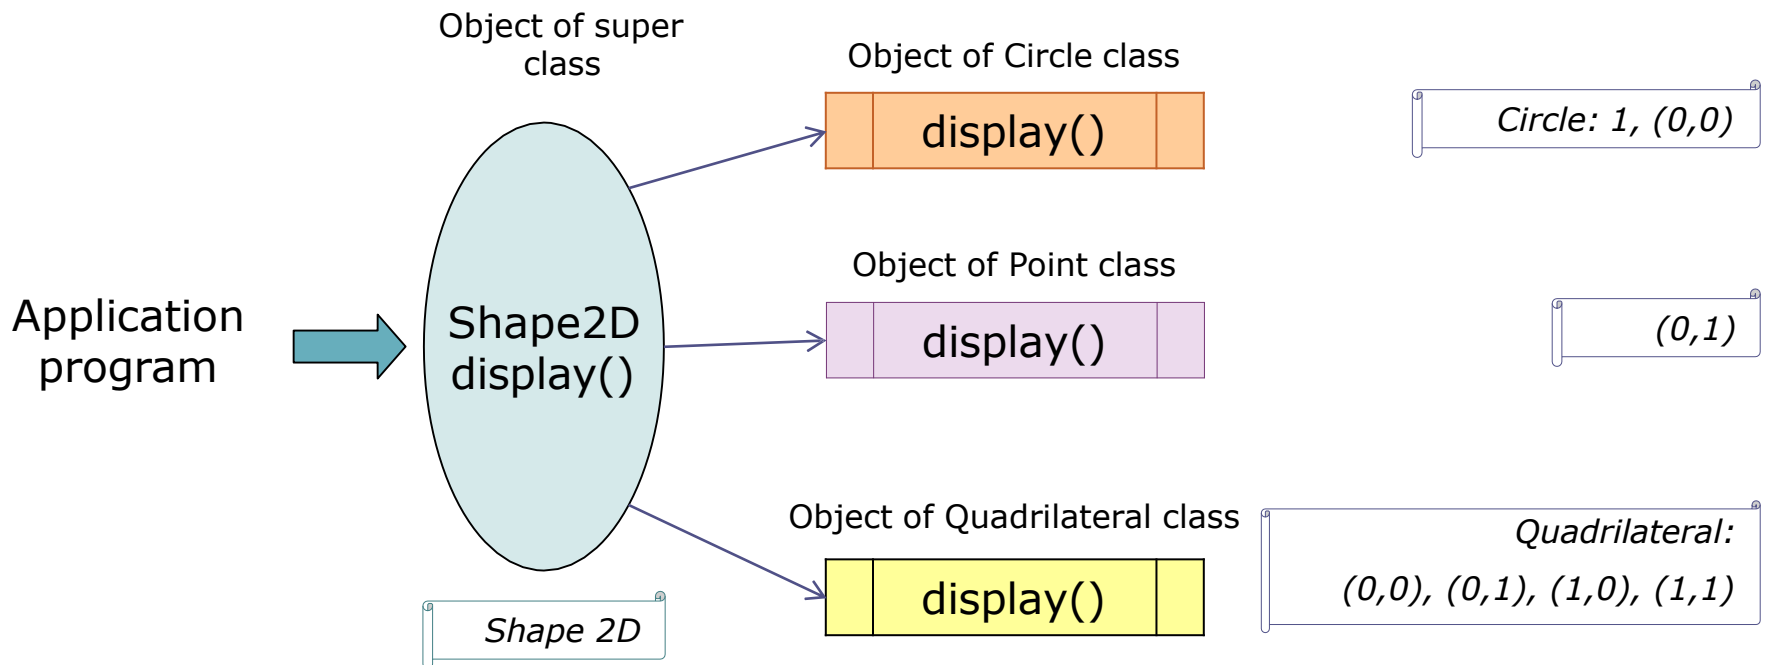 Object of super
class
Object of Circle class
display()
Circle: 1, (0,0)
Object of Point class
Application
program
Shape2D
display()
display()
(0,1)
Object of Quadrilateral class
display()
Quadrilateral:
(0,0), (0,1), (1,0), (1,1)
Shape 2D